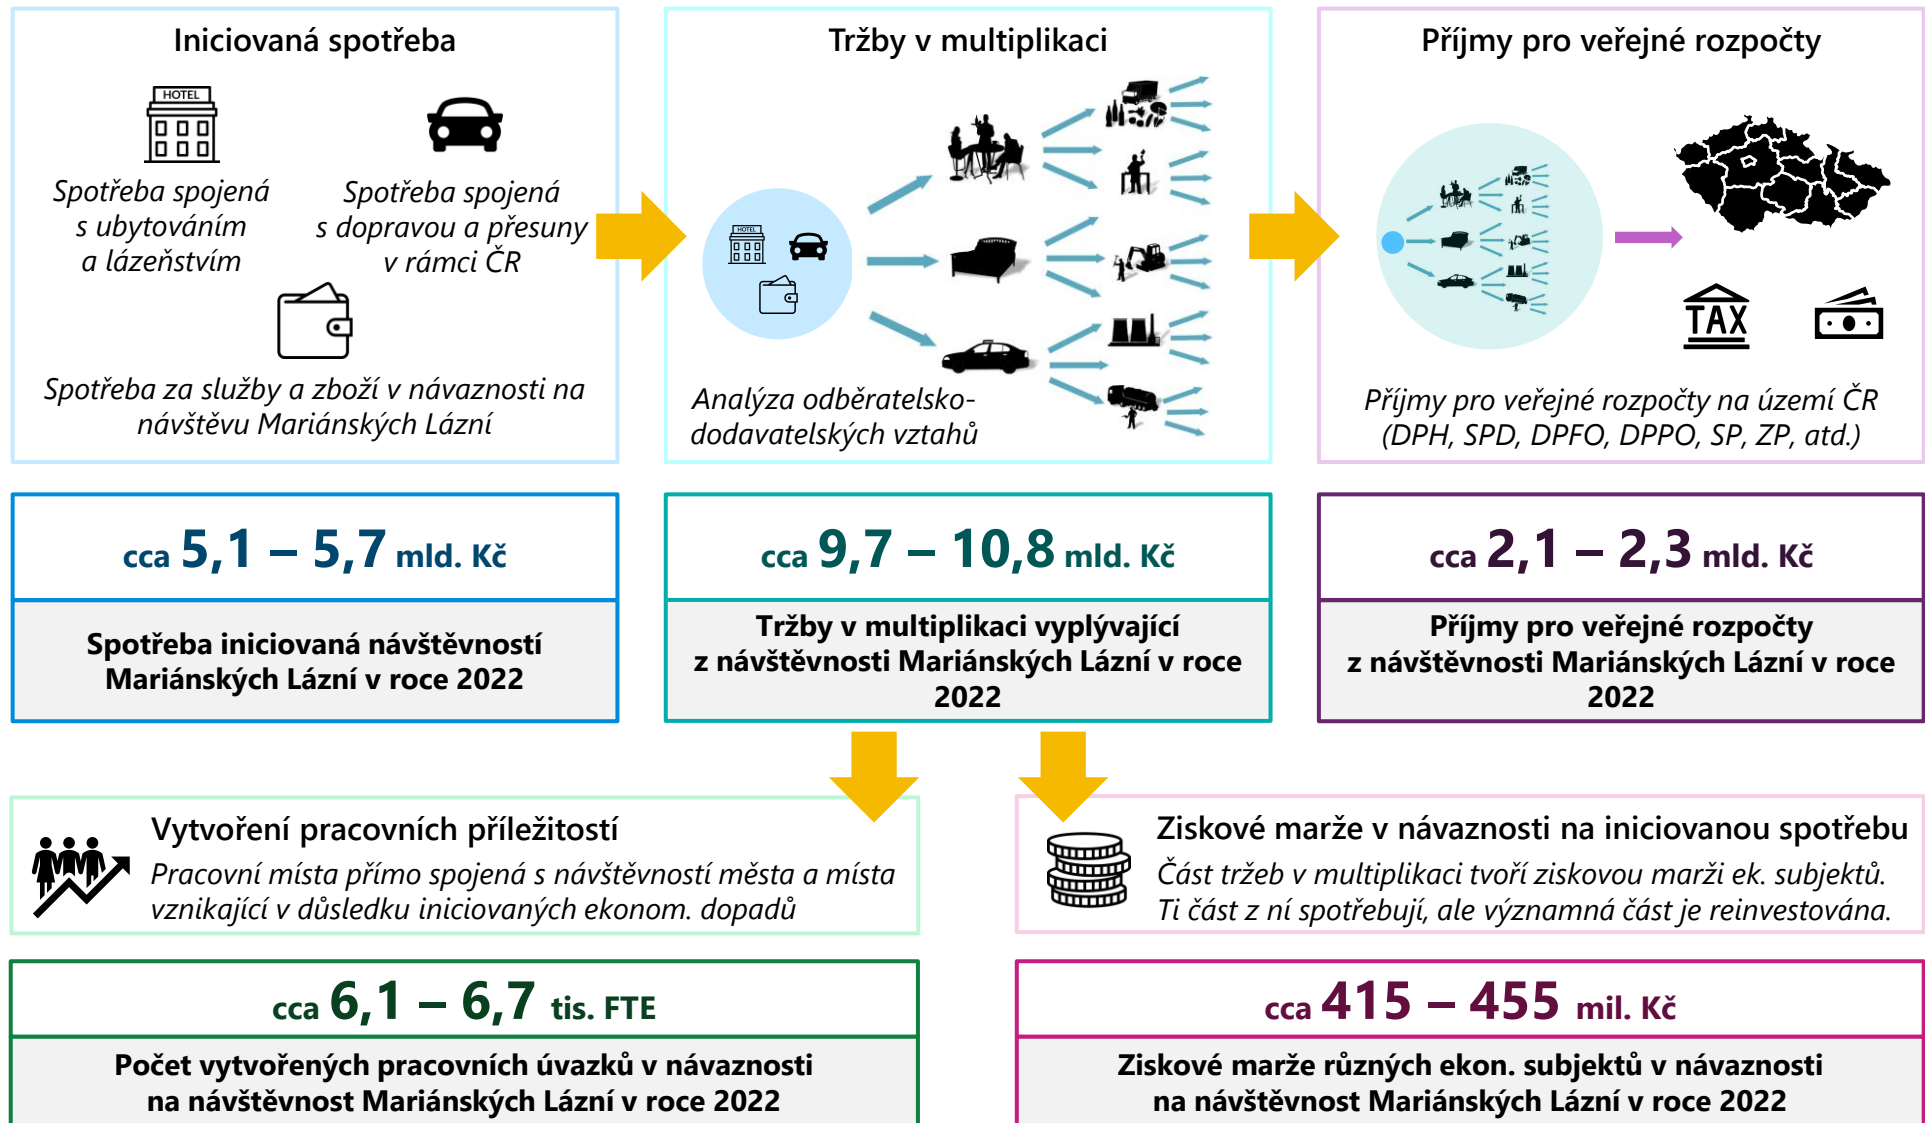 Iniciovaná spotřeba
HOTEL
Spotřeba spojená
s ubytováním
a lázeňstvím
Spotřeba spojená
s dopravou a přesuny
v rámci ČR
Spotřeba za služby a zboží v návaznosti na
návštěvu Mariánských Lázní
Tržby v multiplikaci
HOTEL
Analýza odběratelsko-
dodavatelských vztahů
Příjmy pro veřejné rozpočty
TAX
Příjmy pro veřejné rozpočty na území ČR
(DPH, SPD, DPFO, DPPO, SP, ZP, atd.)
cca 5,1 – 5,7 mld. Kč
Spotřeba iniciovaná návštěvností
Mariánských Lázní v roce 2022
cca 9,7 – 10,8 mld. Kč
Tržby v multiplikaci vyplývající
z návštěvnosti Mariánských Lázní v roce
2022
cca 2,1 – 2,3 mld. Kč
Příjmy pro veřejné rozpočty
z návštěvnosti Mariánských Lázní v roce
2022
Vytvoření pracovních příležitostí
Pracovní místa přímo spojená s návštěvností města a místa
vznikající v důsledku iniciovaných ekonom. dopadů
Ziskové marže v návaznosti na iniciovanou spotřebu
Část tržeb v multiplikaci tvoří ziskovou marži ek. subjektů.
Ti část z ní spotřebují, ale významná část je reinvestována.
cca 6,1 – 6,7 tis. FTE
Počet vytvořených pracovních úvazků v návaznosti
na návštěvnost Mariánských Lázní v roce 2022
cca 415 – 455 mil. Kč
Ziskové marže různých ekon. subjektů v návaznosti
na návštěvnost Mariánských Lázní v roce 2022